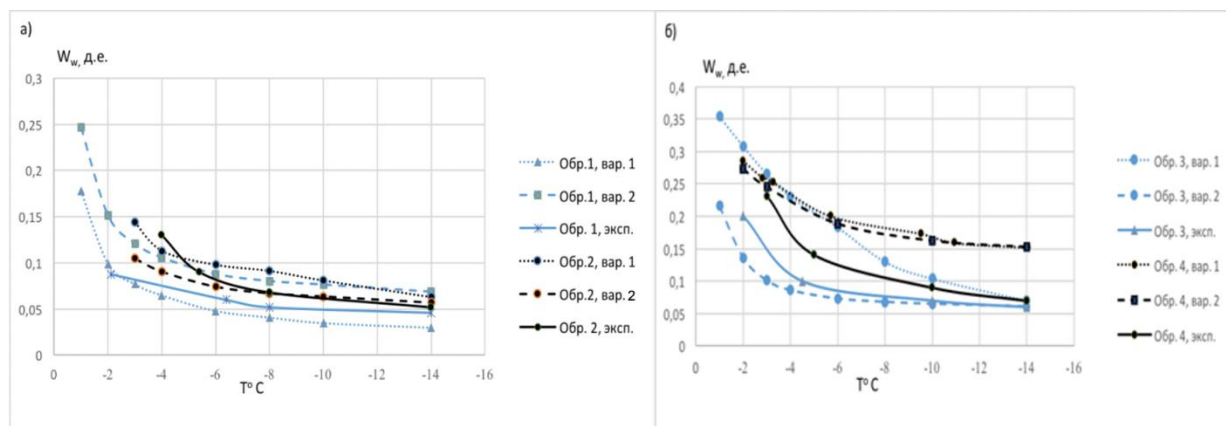 а)
W_w, д.е.
0,3
0,25
0,2
0,15
0,1
0,05
0
0 -2 -4 -6 -8 -10 -12 -14 -16
Tº C
Обр.1, вар. 1
Обр.1, вар. 2
Обр. 1, эксп.
Обр.2, вар. 1
Обр.2, вар. 2
Обр. 2, эксп.
б)
W_w, д.е.
0,4
0,35
0,3
0,25
0,2
0,15
0,1
0,05
0
0 -2 -4 -6 -8 -10 -12 -14 -16
Tº C
Обр. 3, вар. 1
Обр. 3, вар. 2
Обр. 3, эксп.
Обр. 4, вар. 1
Обр. 4, вар. 2
Обр. 4, эксп.